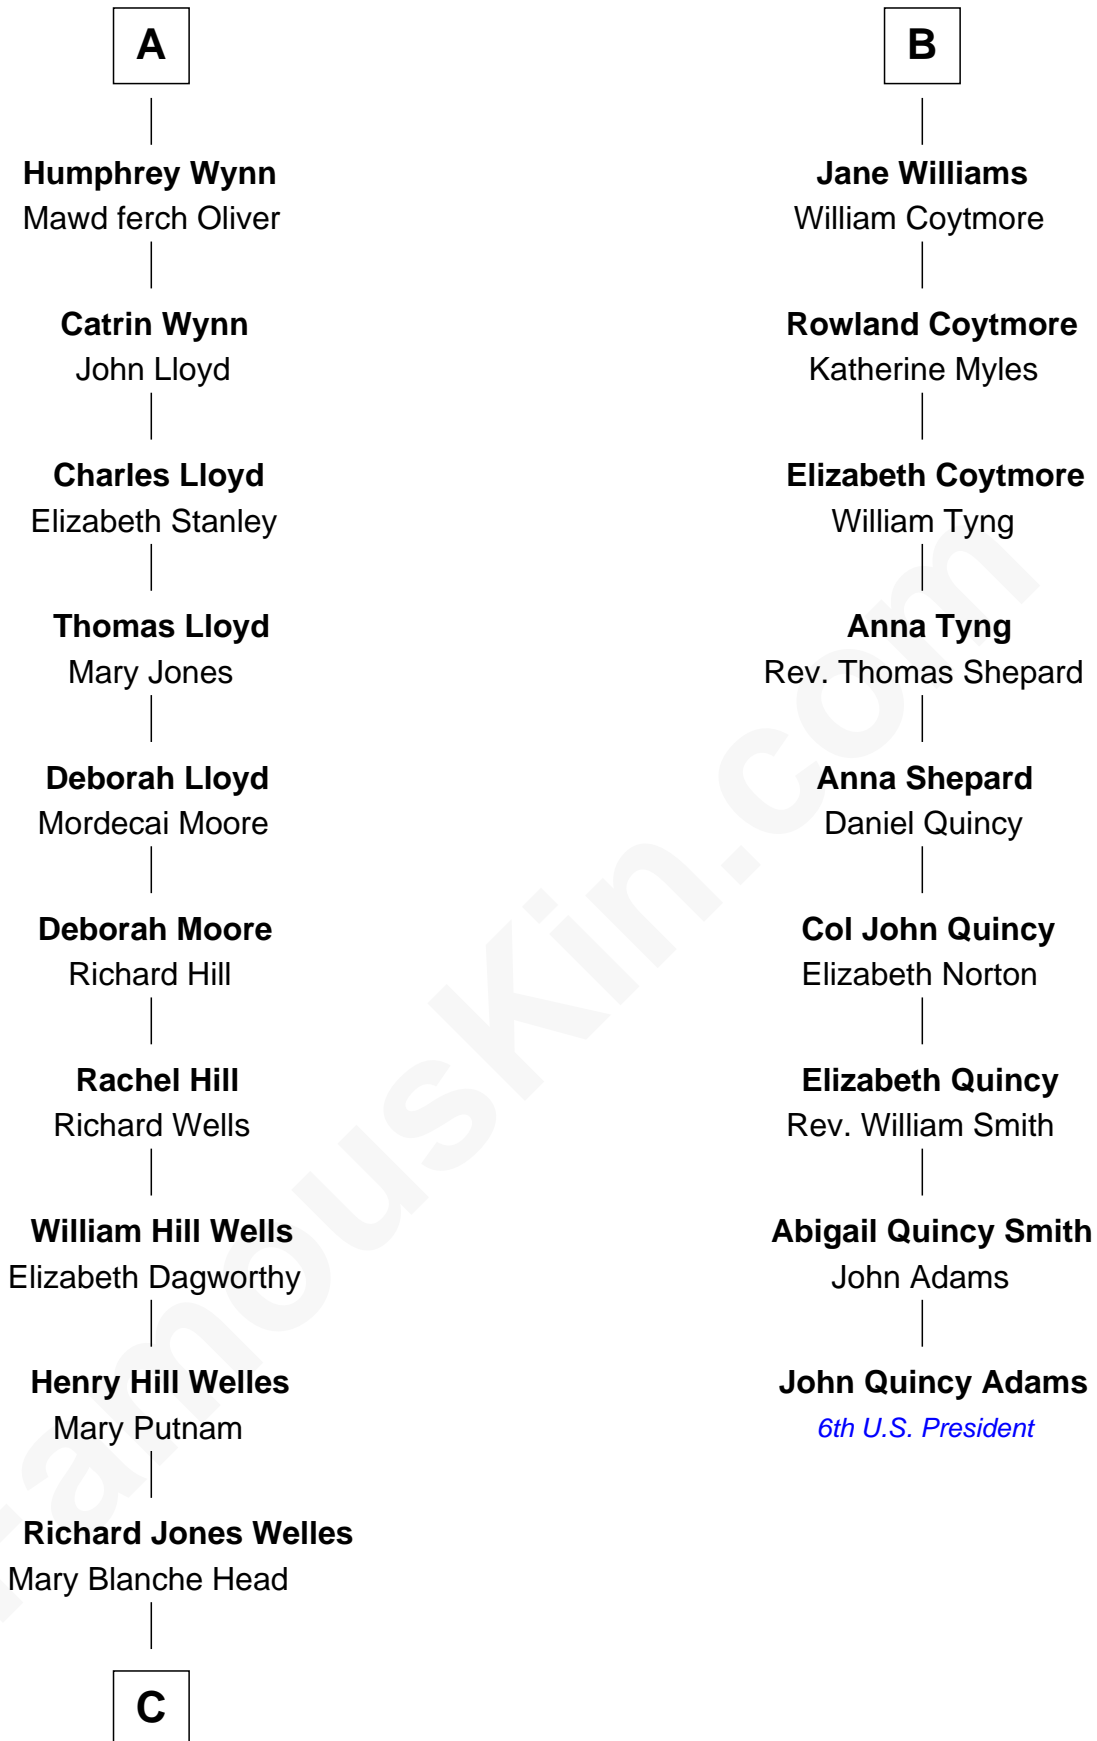 A
Humphrey Wynn
Mawd ferch Oliver
Catrin Wynn
John Lloyd
Charles Lloyd
Elizabeth Stanley
Thomas Lloyd
Mary Jones
Deborah Lloyd
Mordecai Moore
Deborah Moore
Richard Hill
Rachel Hill
Richard Wells
William Hill Wells
Elizabeth Dagworthy
Henry Hill Welles
Mary Putnam
Richard Jones Welles
Mary Blanche Head
C
B
Jane Williams
William Coytmore
Rowland Coytmore
Katherine Myles
Elizabeth Coytmore
William Tyng
Anna Tyng
Rev. Thomas Shepard
Anna Shepard
Daniel Quincy
Col John Quincy
Elizabeth Norton
Elizabeth Quincy
Rev. William Smith
Abigail Quincy Smith
John Adams
John Quincy Adams
6th U.S. President
FamousKin.com